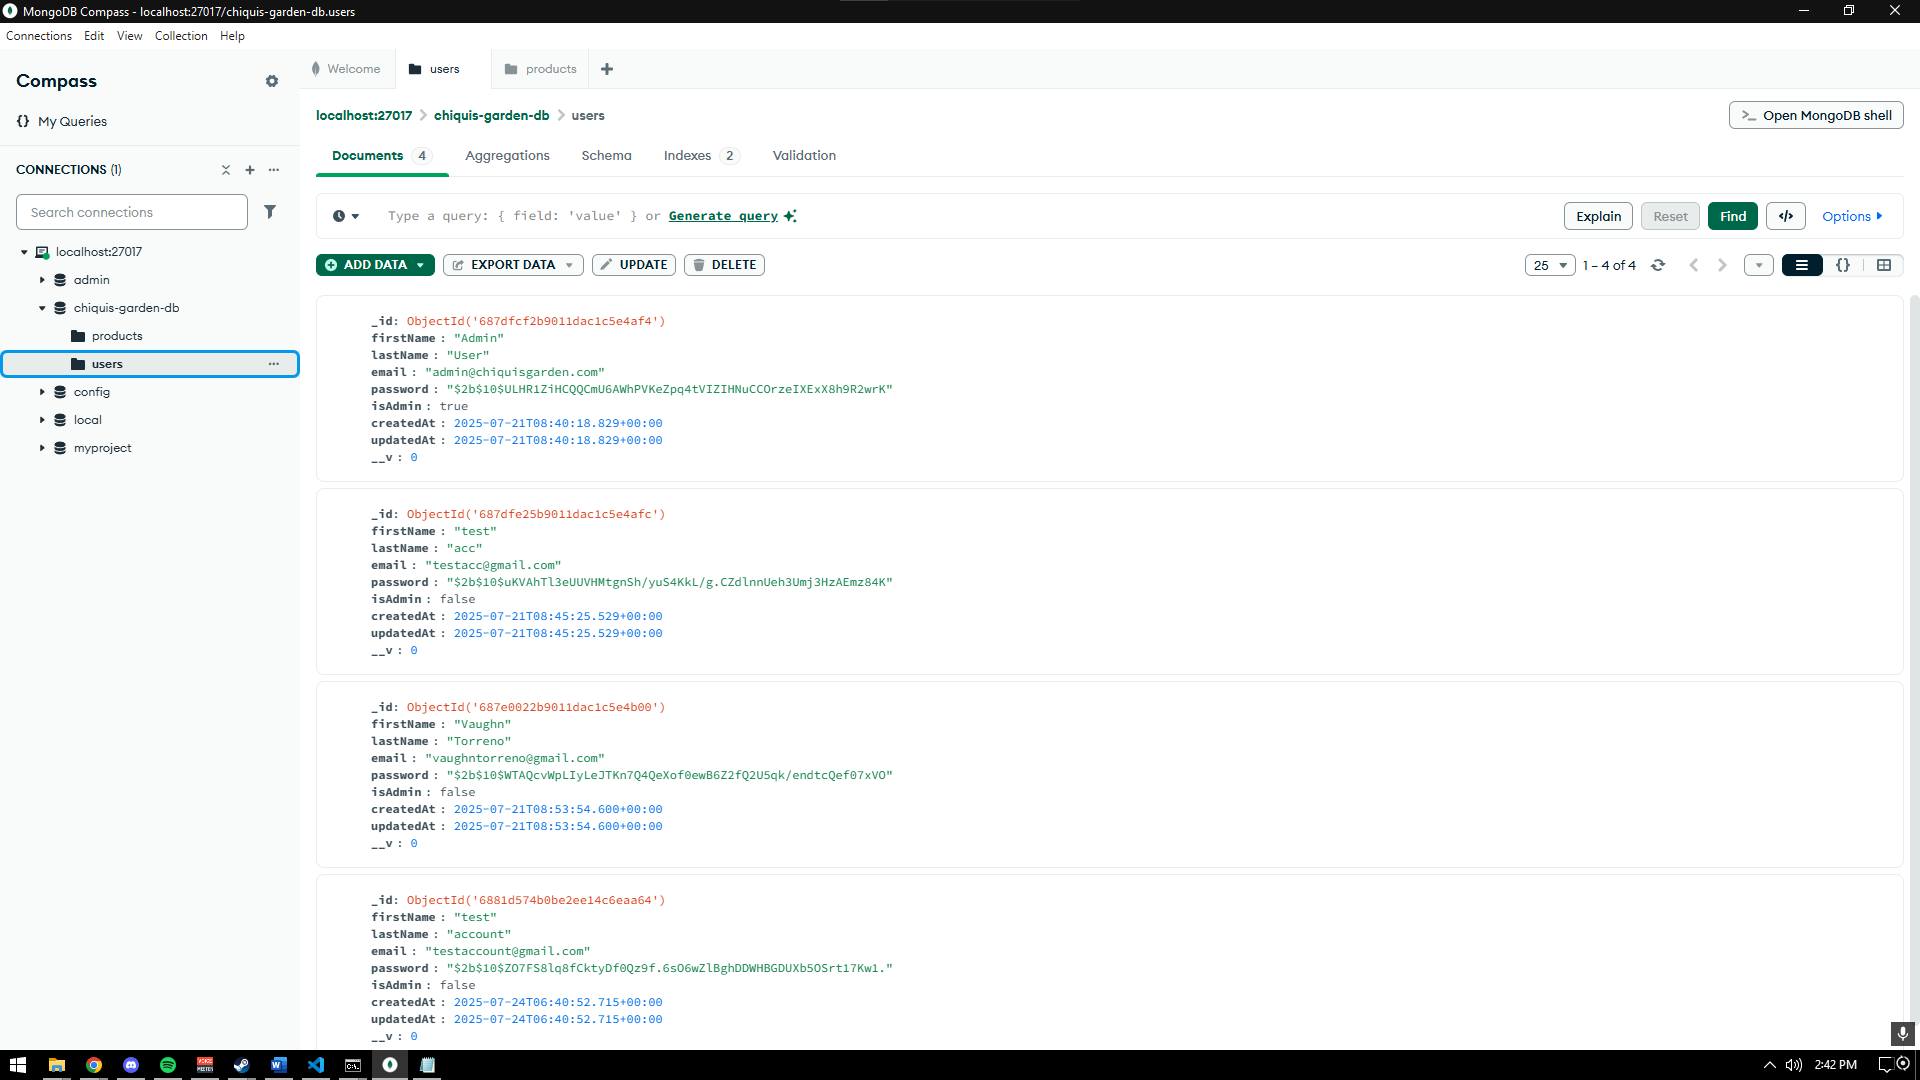 MongoDB Compass - localhost:27017/chiquis-garden-db.users
Connections Edit View Collection Help
Compass
My Queries
CONNECTIONS (1)
Search connections
localhost:27017
admin
chiquis-garden-db
products
users
config
local
myproject
Welcome users products
localhost:27017 > chiquis-garden-db > users
>_ Open MongoDB shell
Documents 4 Aggregations Schema Indexes 2 Validation
Type a query: { field: 'value' } or Generate query
Explain Reset Find </> Options
ADD DATA EXPORT DATA UPDATE DELETE
25 1 – 4 of 4 {}
_id: ObjectId('687dfcf2b9011dac1c5e4af4')
firstName : "Admin"
lastName : "User"
email : "admin@chiquisgarden.com"
password : "$2b$10$ULHR1ZiHCQQCmU6AWhPVKeZpq4tVIZIHNuCCOrzeIXExX8h9R2wrK"
isAdmin : true
createdAt : 2025-07-21T08:40:18.829+00:00
updatedAt : 2025-07-21T08:40:18.829+00:00
__v : 0
_id: ObjectId('687dfe25b9011dac1c5e4afc')
firstName : "test"
lastName : "acc"
email : "testacc@gmail.com"
password : "$2b$10$uKVAhTl3eUUVHMtgnSh/yuS4KkL/g.CZdlnnUeh3Umj3HzAEmz84K"
isAdmin : false
createdAt : 2025-07-21T08:45:25.529+00:00
updatedAt : 2025-07-21T08:45:25.529+00:00
__v : 0
_id: ObjectId('687e0022b9011dac1c5e4b00')
firstName : "Vaughn"
lastName : "Torreno"
email : "vaughntorreno@gmail.com"
password : "$2b$10$WTAQcvWpLIyLeJTKn7Q4QeXof0ewB6Z2fQ2U5qk/endtcQef07xVO"
isAdmin : false
createdAt : 2025-07-21T08:53:54.600+00:00
updatedAt : 2025-07-21T08:53:54.600+00:00
__v : 0
_id: ObjectId('6881d574b0be2ee14c6eaa64')
firstName : "test"
lastName : "account"
email : "testaccount@gmail.com"
password : "$2b$10$ZO7FS8lq8fCktyDf0Qz9f.6sO6wZlBghDDWHBGDUXb5OSrt17Kw1."
isAdmin : false
createdAt : 2025-07-24T06:40:52.715+00:00
updatedAt : 2025-07-24T06:40:52.715+00:00
__v : 0
2:42 PM